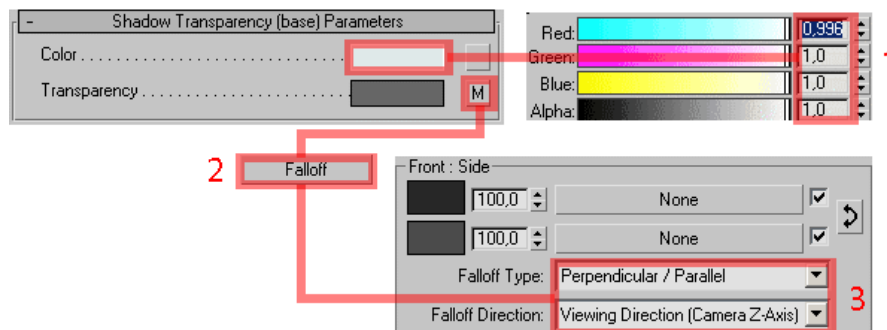 - Shadow Transparency (base) Parameters
Color
Transparency M
Red: 0,996
Green: 1,0
Blue: 1,0
Alpha: 1,0
2 Falloff
Front : Side
100,0 None
100,0 None
Falloff Type: Perpendicular / Parallel
3
Falloff Direction: Viewing Direction (Camera Z-Axis)